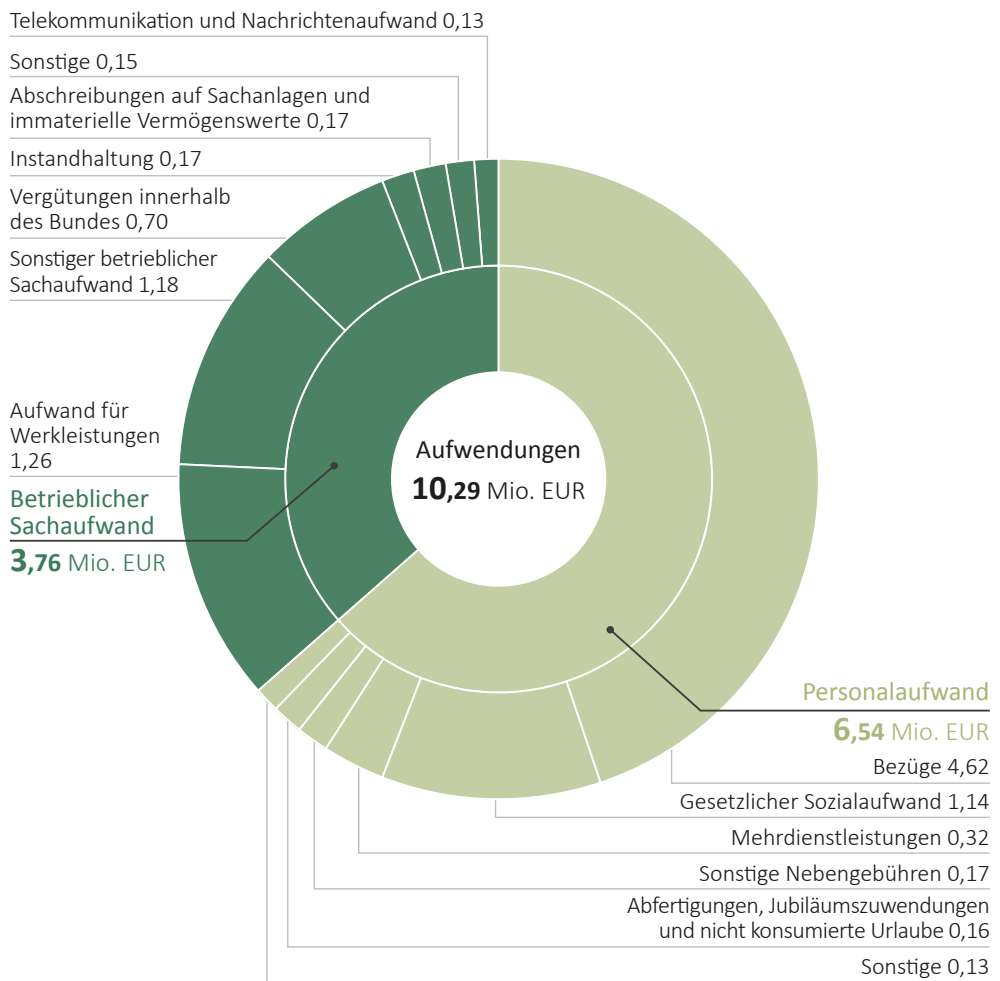 Telekommunikation und Nachrichtenaufwand 0,13
Sonstige 0,15
Abschreibungen auf Sachanlagen und
immaterielle Vermögenswerte 0,17
Instandhaltung 0,17
Vergütungen innerhalb
des Bundes 0,70
Sonstiger betrieblicher
Sachaufwand 1,18
Aufwand für
Werkleistungen
1,26
Betrieblicher
Sachaufwand
3,76 Mio. EUR
Aufwendungen
10,29 Mio. EUR
Personalaufwand
6,54 Mio. EUR
Bezüge 4,62
Gesetzlicher Sozialaufwand 1,14
Mehrdienstleistungen 0,32
Sonstige Nebengebühren 0,17
Abfertigungen, Jubiläumszuwendungen
und nicht konsumierte Urlaube 0,16
Sonstige 0,13